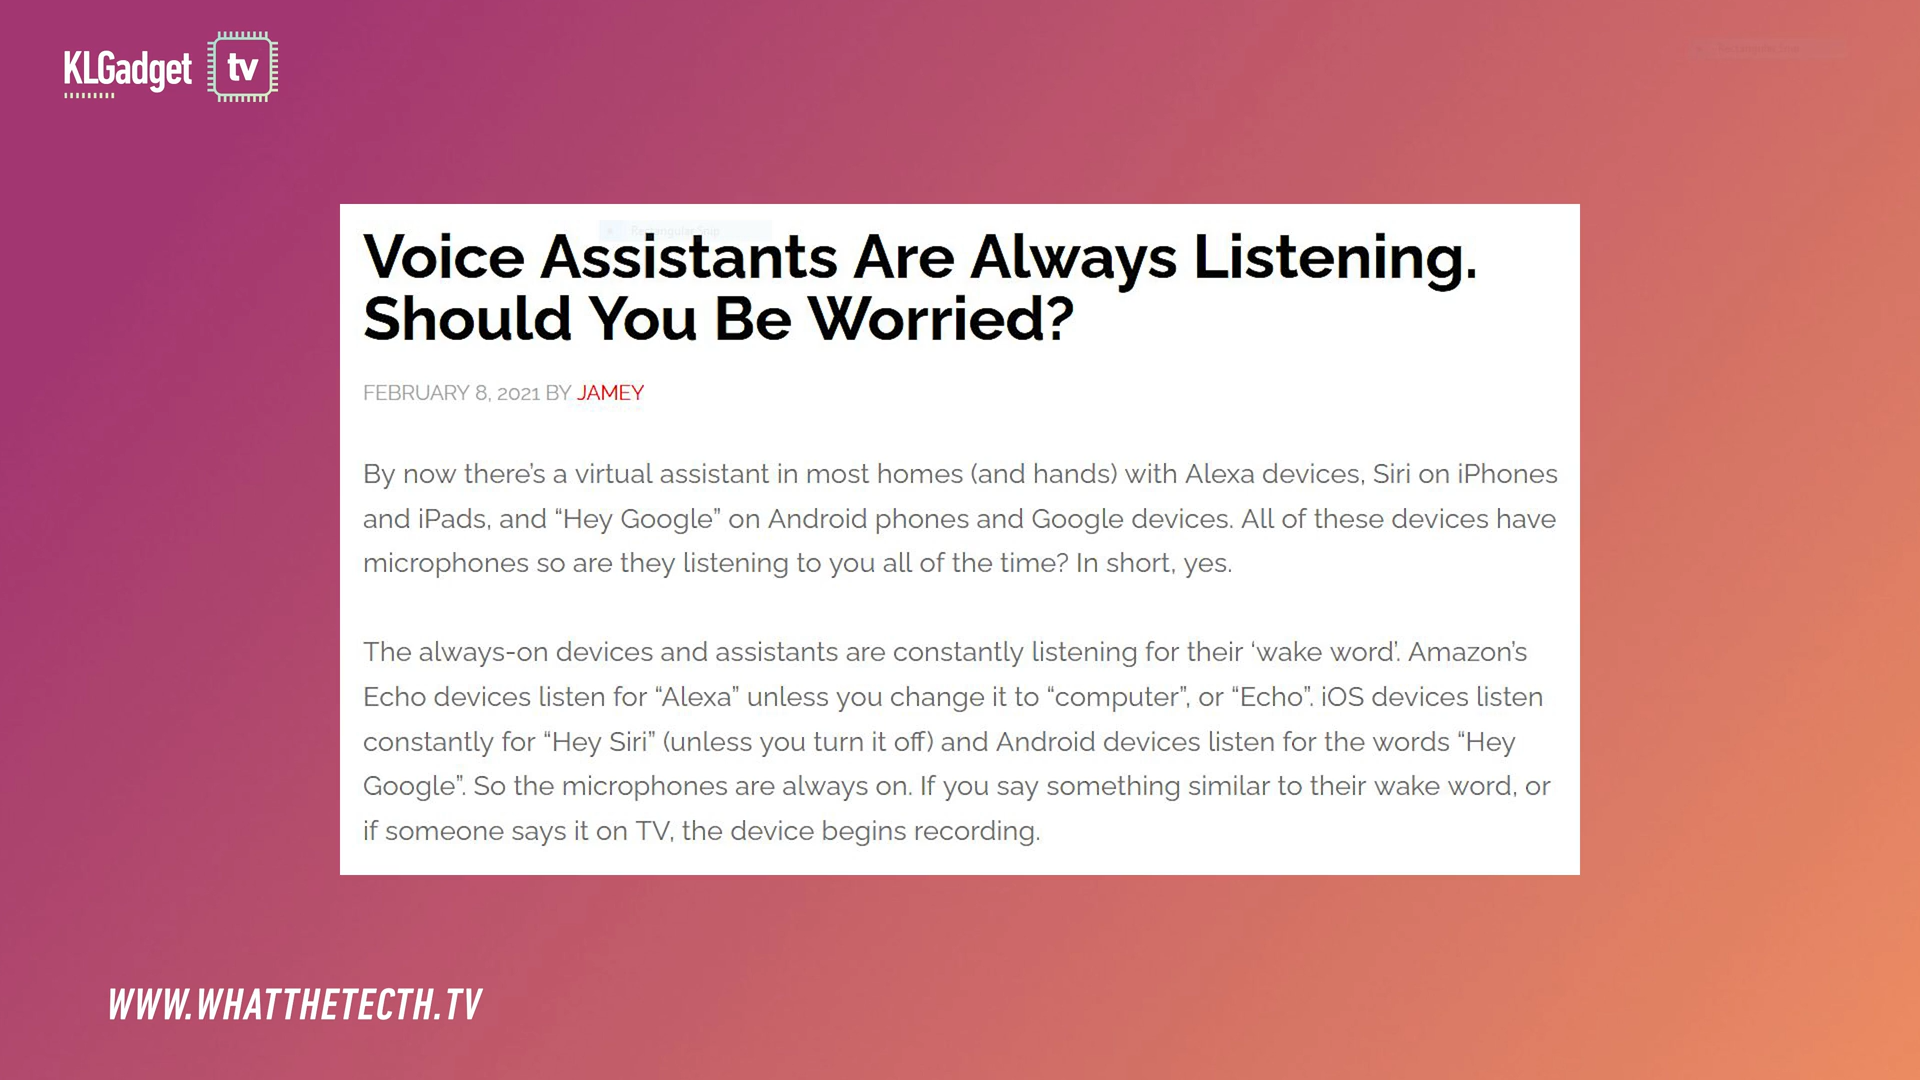 KLGadget tv
Rectangular Snip
Voice Assistants Are Always Listening.
Should You Be Worried?
FEBRUARY 8, 2021 BY JAMEY
By now there’s a virtual assistant in most homes (and hands) with Alexa devices, Siri on iPhones
and iPads, and “Hey Google” on Android phones and Google devices. All of these devices have
microphones so are they listening to you all of the time? In short, yes.
The always-on devices and assistants are constantly listening for their ‘wake word’. Amazon’s
Echo devices listen for “Alexa” unless you change it to “computer”, or “Echo”. iOS devices listen
constantly for “Hey Siri” (unless you turn it off) and Android devices listen for the words “Hey
Google”. So the microphones are always on. If you say something similar to their wake word, or
if someone says it on TV, the device begins recording.
WWW.WHATTHETECTH.TV